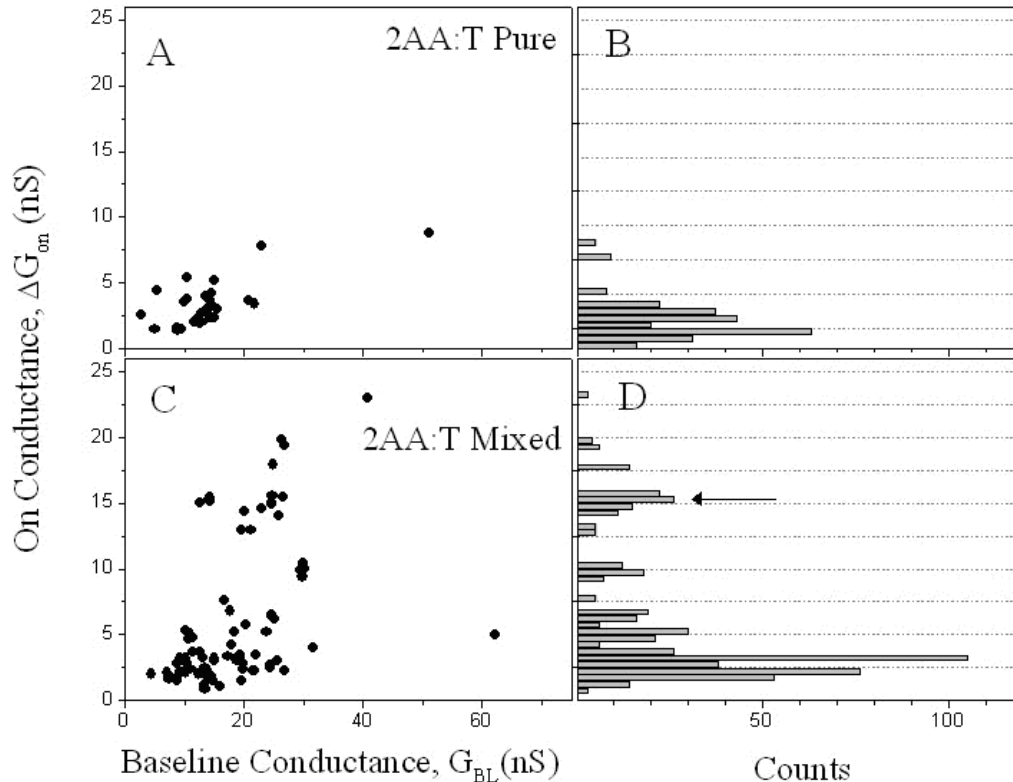 25
20
15
10
5
0
A
2AA:T Pure
B
25
20
15
10
5
0
C
2AA:T Mixed
D
0
20
40
60
50
100
On Conductance, ΔG_on (nS)
Baseline Conductance, G_BL (nS)
Counts